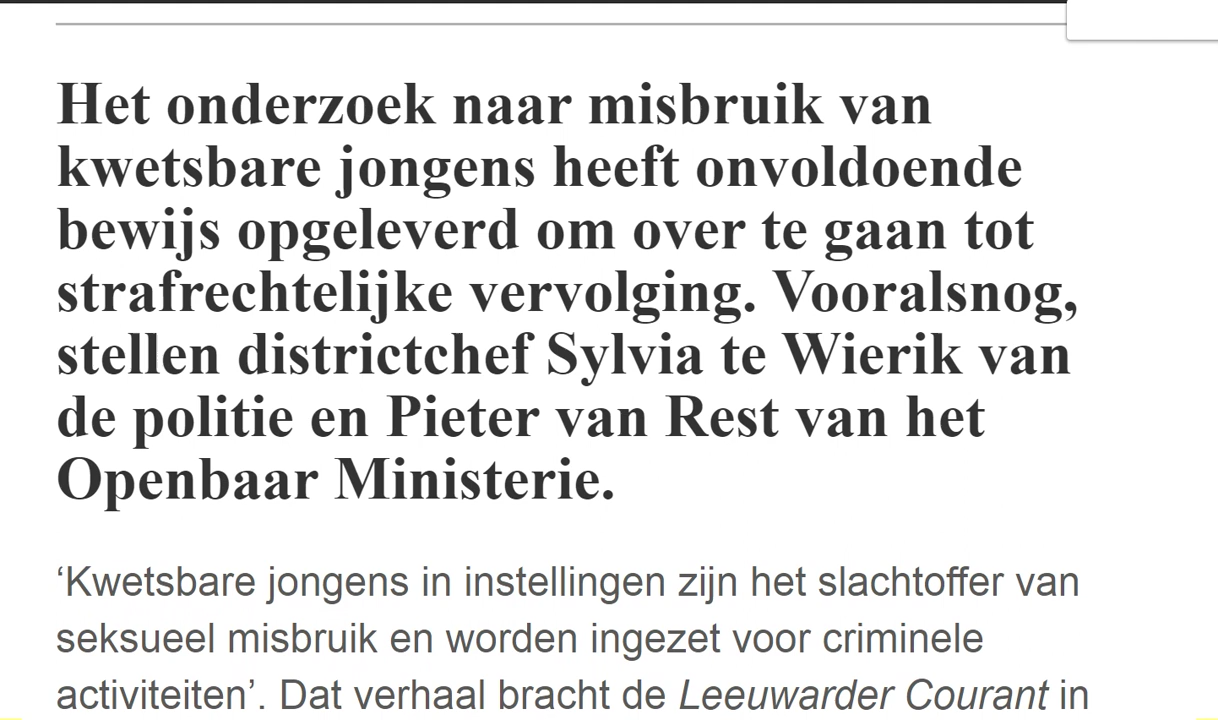 Het onderzoek naar misbruik van
kwetsbare jongens heeft onvoldoende
bewijs opgeleverd om over te gaan tot
strafrechtelijke vervolging. Vooralsnog,
stellen districtchef Sylvia te Wierik van
de politie en Pieter van Rest van het
Openbaar Ministerie.
‘Kwetsbare jongens in instellingen zijn het slachtoffer van
seksueel misbruik en worden ingezet voor criminele
activiteiten’. Dat verhaal bracht de Leeuwarder Courant in